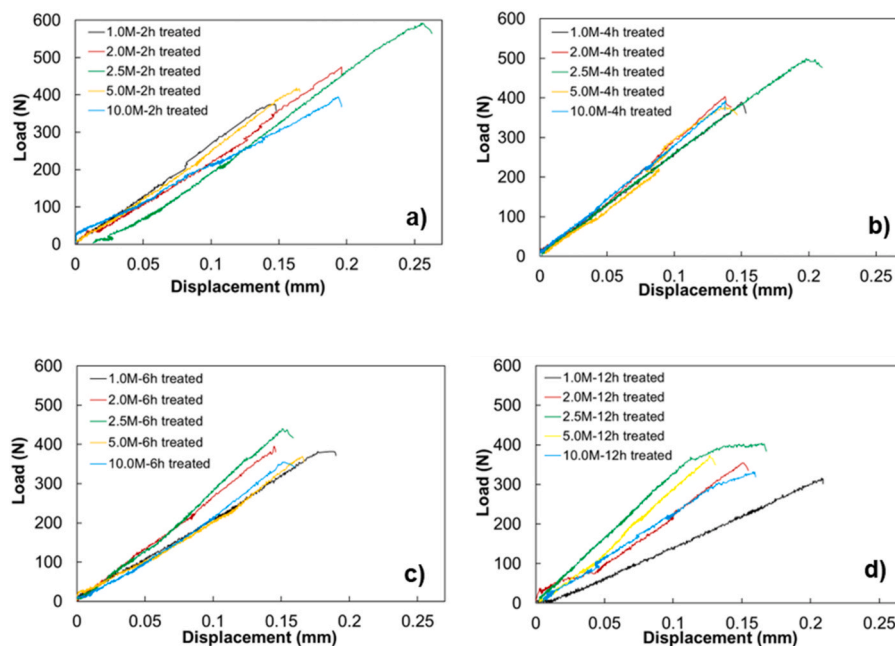 600
500
400
300
200
100
0
Load (N)
1.0M-2h treated
2.0M-2h treated
2.5M-2h treated
5.0M-2h treated
10.0M-2h treated
a)
0 0.05 0.1 0.15 0.2 0.25
Displacement (mm)
600
500
400
300
200
100
0
Load (N)
1.0M-4h treated
2.0M-4h treated
2.5M-4h treated
5.0M-4h treated
10.0M-4h treated
b)
0 0.05 0.1 0.15 0.2 0.25
Displacement (mm)
600
500
400
300
200
100
0
Load (N)
1.0M-6h treated
2.0M-6h treated
2.5M-6h treated
5.0M-6h treated
10.0M-6h treated
c)
0 0.05 0.1 0.15 0.2 0.25
Displacement (mm)
600
500
400
300
200
100
0
Load (N)
1.0M-12h treated
2.0M-12h treated
2.5M-12h treated
5.0M-12h treated
10.0M-12h treated
d)
0 0.05 0.1 0.15 0.2 0.25
Displacement (mm)